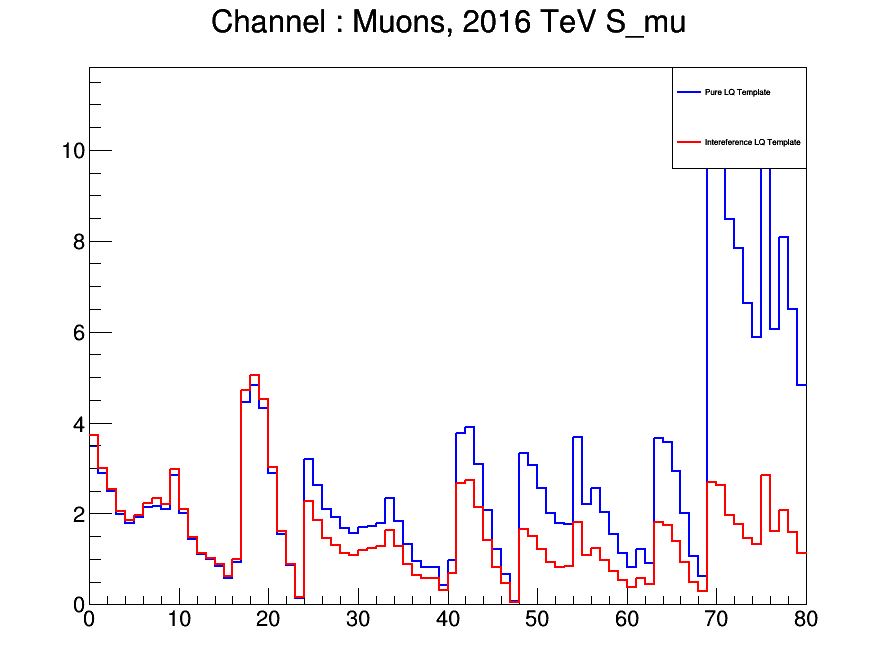 Channel : Muons, 2016 TeV S_mu
Pure LQ Template
Intereference LQ Template
10
8
6
4
2
0
0 10 20 30 40 50 60 70 80